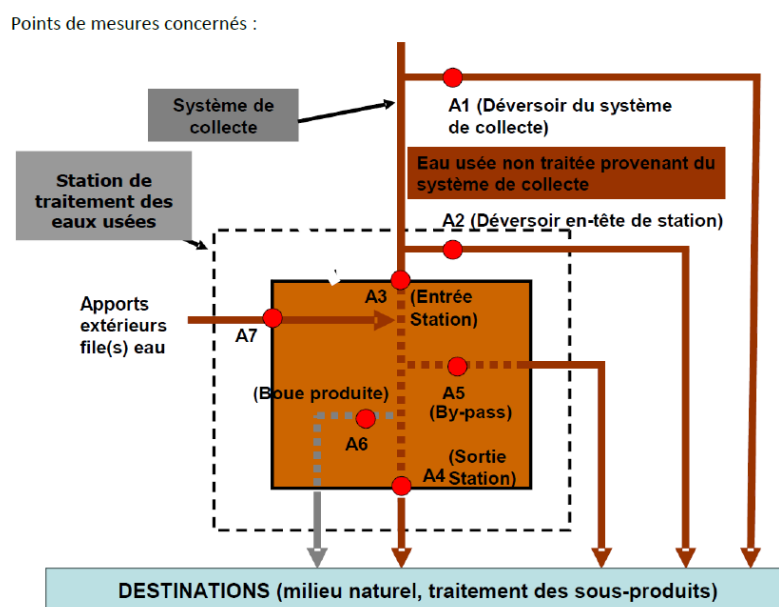 Points de mesures concernés :
Système de
collecte
A1 (Déversoir du système
de collecte)
Station de
traitement des
eaux usées
Eau usée non traitée provenant du
système de collecte
A2 (Déversoir en-tête de station)
A3
(Entrée
Station)
Apports
extérieurs
file(s) eau
A7
(Boue produite)
A5
(By-pass)
A6
(Sortie
Station)
A4
DESTINATIONS (milieu naturel, traitement des sous-produits)